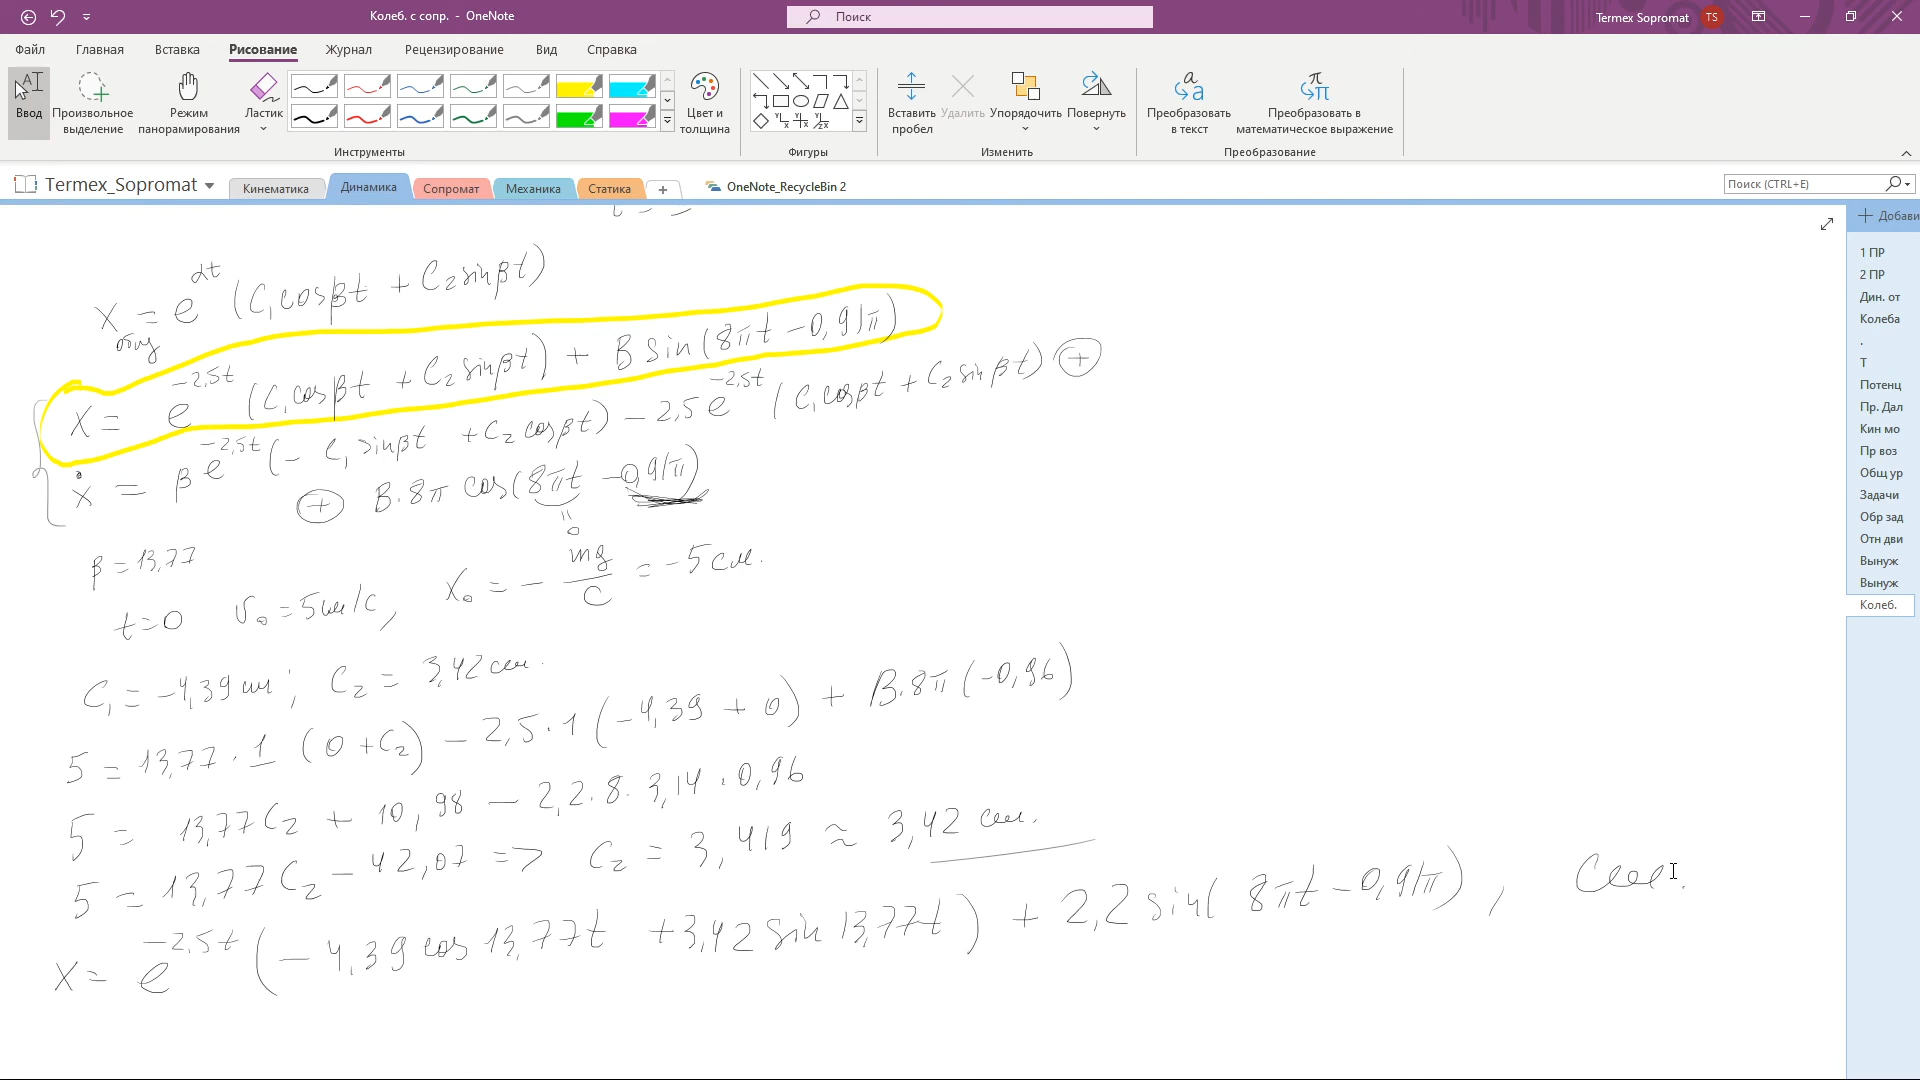 Колеб. с сопр. - OneNote
Поиск
Termex Sopromat
TS
Файл Главная Вставка Рисование Журнал Рецензирование Вид Справка
Ввод
Произвольное выделение
Режим панорамирования
Ластик
Цвет и толщина
Вставить пробел
Удалить
Упорядочить
Повернуть
Преобразовать в текст
Преобразовать в математическое выражение
Инструменты
Фигуры
Изменить
Преобразование
Termex_Sopromat
Кинематика
Динамика
Сопромат
Механика
Статика
+
OneNote_RecycleBin 2
Поиск (CTRL+E)
Добави
1 ПР
2 ПР
Дин. от
Колеба
.
Т
Потенц
Пр. Дал
Кин мо
Пр воз
Общ ур
Задачи
Обр зад
Отн дви
Вынуж
Вынуж
Колеб.
x = e^{αt} (C₁cosβt + C₂sinβt)
x = e^{-2,5t} (C₁cosβt + C₂sinβt) + B sin(8πt - 0,91π)
ẋ = βe^{-2,5t} (- C₁sinβt + C₂cosβt) - 2,5e^{-2,5t} (C₁cosβt + C₂sinβt) ⊕
⊕ B·8π cos(8πt - 0,91π)
"
0
β = 13,77
t=0 v₀ = 5см/с, x₀ = - mg/C = -5 см.
C₁ = -4,39 см; C₂ = 3,42 см.
5 = 13,77 · 1 (0 + C₂) - 2,5·1 (-4,39 + 0) + B·8π (-0,96)
5 = 13,77C₂ + 10,98 - 2,2·8·3,14·0,96
5 = 13,77C₂ - 42,07 => C₂ = 3,419 ≈ 3,42 см.
x = e^{-2,5t} (-4,39 cos 13,77t + 3,42 sin 13,77t) + 2,2 sin(8πt - 0,91π), см.